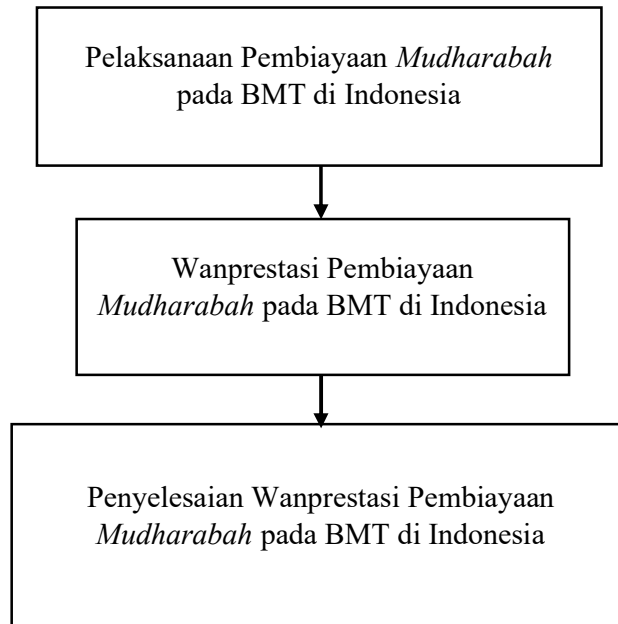 Pelaksanaan Pembiayaan Mudharabah
pada BMT di Indonesia
Wanprestasi Pembiayaan
Mudharabah pada BMT di Indonesia
Penyelesaian Wanprestasi Pembiayaan
Mudharabah pada BMT di Indonesia